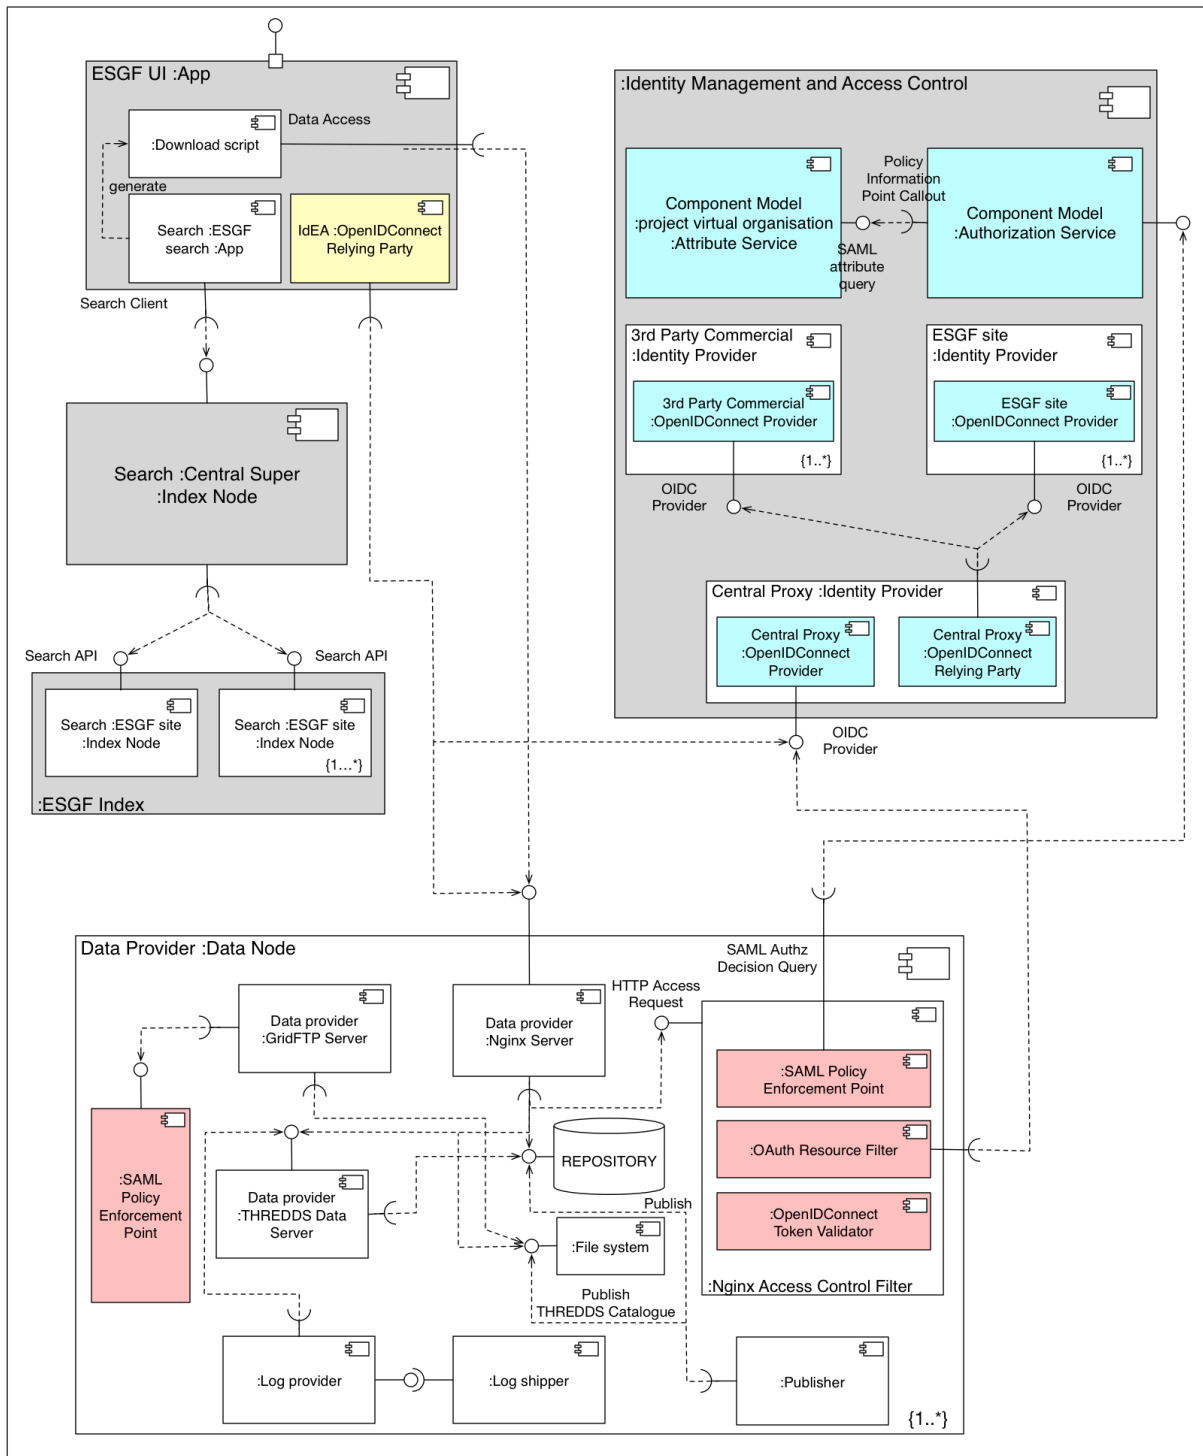 ESGF UI :App
:Download script
Data Access
generate
Search :ESGF
search :App
IdEA :OpenIDConnect
Relying Party
Search Client
Search :Central Super
:Index Node
Search API
Search API
Search :ESGF site
:Index Node
Search :ESGF site
:Index Node
{1...*}
:ESGF Index
:Identity Management and Access Control
Component Model
:project virtual organisation
:Attribute Service
Policy
Information
Point Callout
SAML
attribute
query
Component Model
:Authorization Service
3rd Party Commercial
:Identity Provider
3rd Party Commercial
:OpenIDConnect Provider
{1..*}
ESGF site
:Identity Provider
ESGF site
:OpenIDConnect Provider
{1..*}
OIDC
Provider
OIDC
Provider
Central Proxy :Identity Provider
Central Proxy
:OpenIDConnect
Provider
Central Proxy
:OpenIDConnect
Relying Party
OIDC
Provider
Data Provider :Data Node
SAML Authz
Decision Query
HTTP Access
Request
Data provider
:GridFTP Server
Data provider
:Nginx Server
:SAML Policy
Enforcement Point
:OAuth Resource Filter
:OpenIDConnect
Token Validator
:Nginx Access Control Filter
:SAML
Policy
Enforcement
Point
Data provider
:THREDDS Data
Server
REPOSITORY
Publish
:File system
Publish
THREDDS Catalogue
:Log provider
:Log shipper
:Publisher
{1..*}